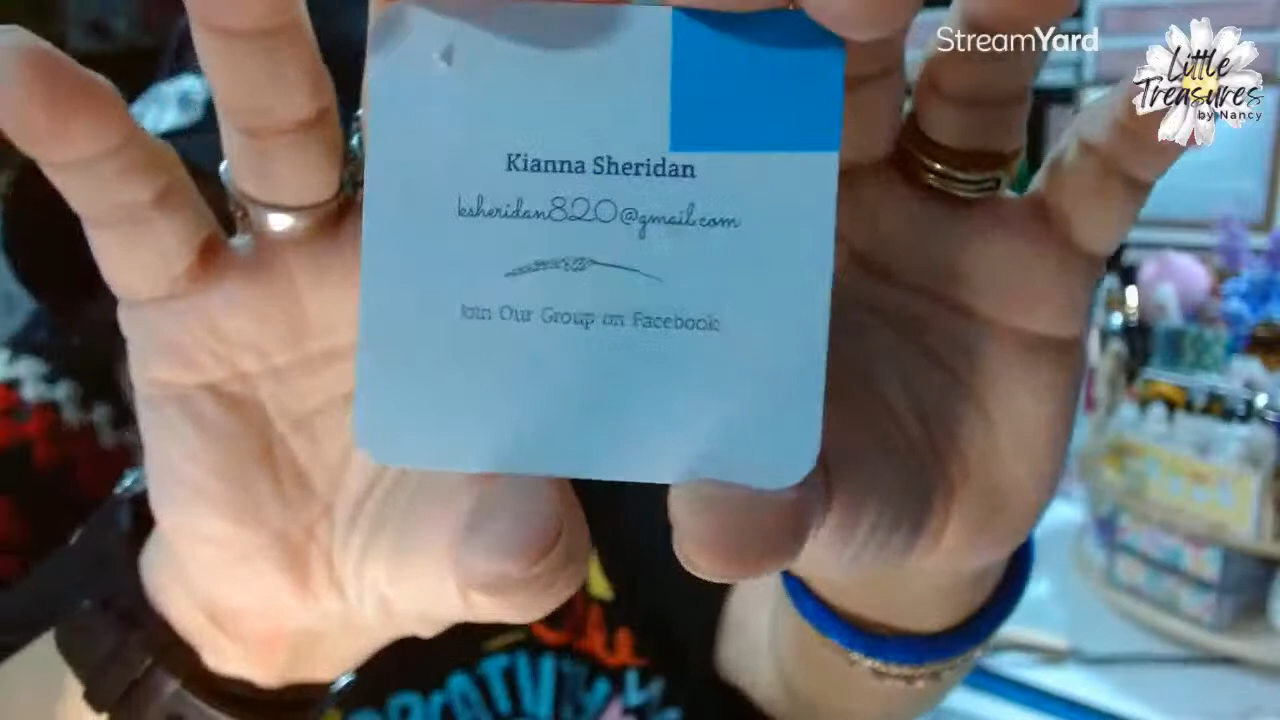 StreamYard
Little
Treasures
by Nancy
Kianna Sheridan
ksheridan820@gmail.com
Join Our Group on Facebook